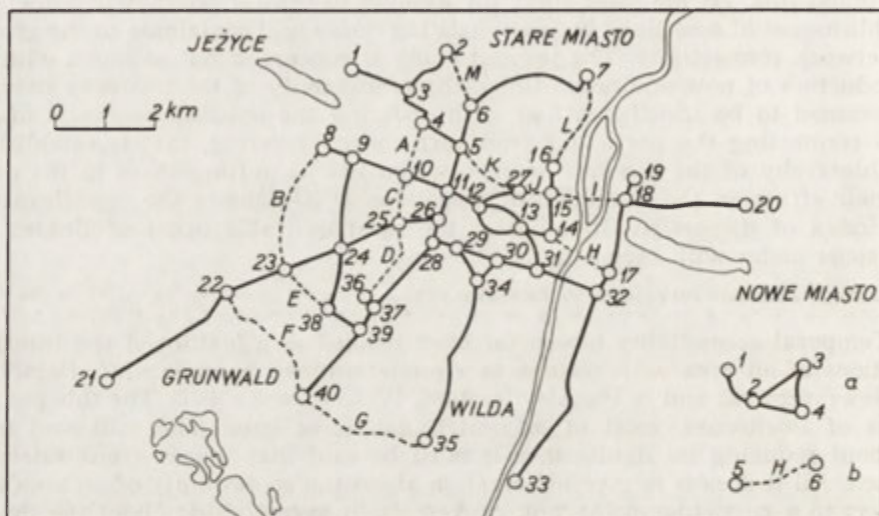 JEŻYCE
STARE MIASTO
1
2
M
3
7
6
0 1 2 km
4
A
L
5
8
9
16
K
10
27
19
J
B
11
12
I
18
20
C
15
25
26
13
14
24
29
H
D
28
30
23
31
17
22
36
34
32
E
37
NOWE MIASTO
F
38
39
1
3
a
21
GRUNWALD
2
40
WILDA
4
G
35
H
b
33
5
6